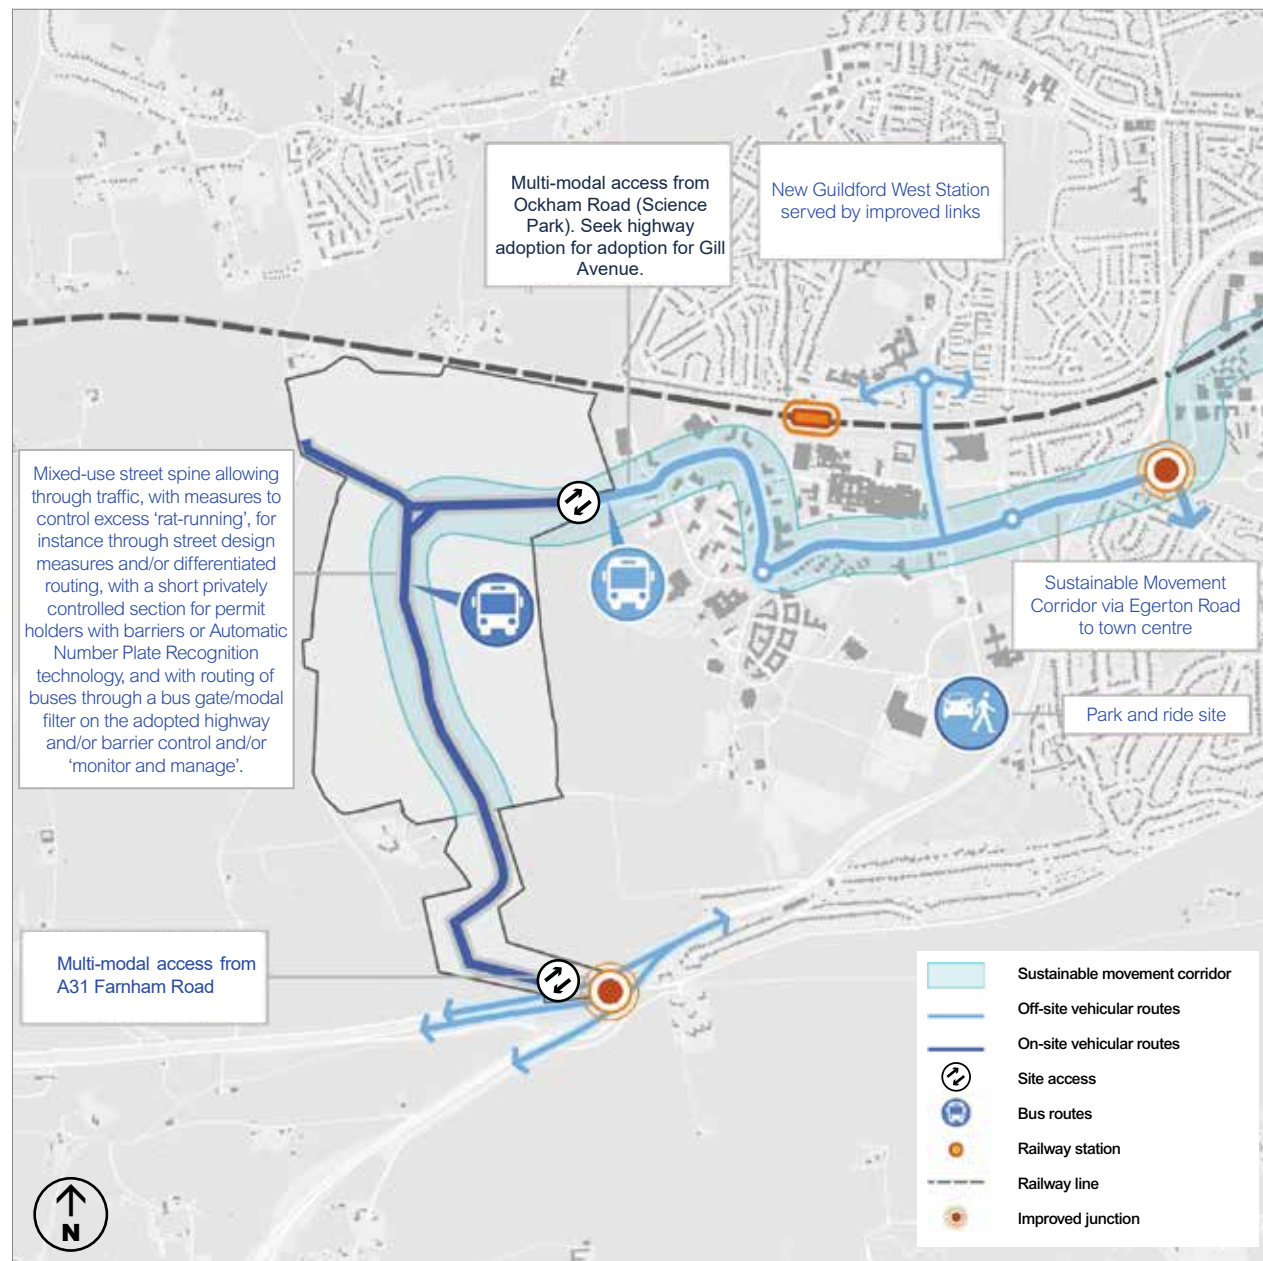 Multi-modal access from
Ockham Road (Science
Park). Seek highway
adoption for adoption for Gill
Avenue.
New Guildford West Station
served by improved links
Mixed-use street spine allowing
through traffic, with measures to
control excess ‘rat-running’, for
instance through street design
measures and/or differentiated
routing, with a short privately
controlled section for permit
holders with barriers or Automatic
Number Plate Recognition
technology, and with routing of
buses through a bus gate/modal
filter on the adopted highway
and/or barrier control and/or
‘monitor and manage’.
Sustainable Movement
Corridor via Egerton Road
to town centre
Park and ride site
Multi-modal access from
A31 Farnham Road
Sustainable movement corridor
Off-site vehicular routes
On-site vehicular routes
Site access
Bus routes
Railway station
Railway line
Improved junction
N